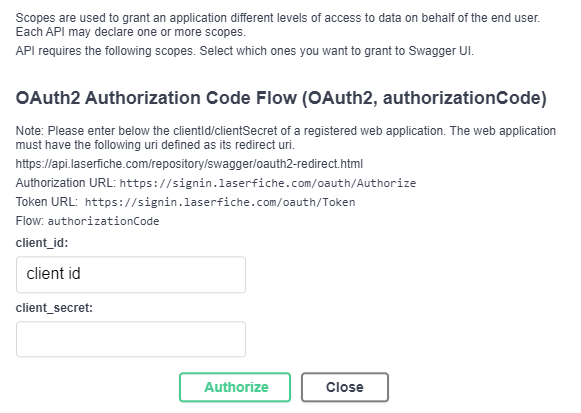 Scopes are used to grant an application different levels of access to data on behalf of the end user.
Each API may declare one or more scopes.
API requires the following scopes. Select which ones you want to grant to Swagger UI.
OAuth2 Authorization Code Flow (OAuth2, authorizationCode)
Note: Please enter below the clientId/clientSecret of a registered web application. The web application
must have the following uri defined as its redirect uri.
https://api.laserfiche.com/repository/swagger/oauth2-redirect.html
Authorization URL: https://signin.laserfiche.com/oauth/Authorize
Token URL: https://signin.laserfiche.com/oauth/Token
Flow: authorizationCode
client_id:
client id
client_secret:
Authorize Close